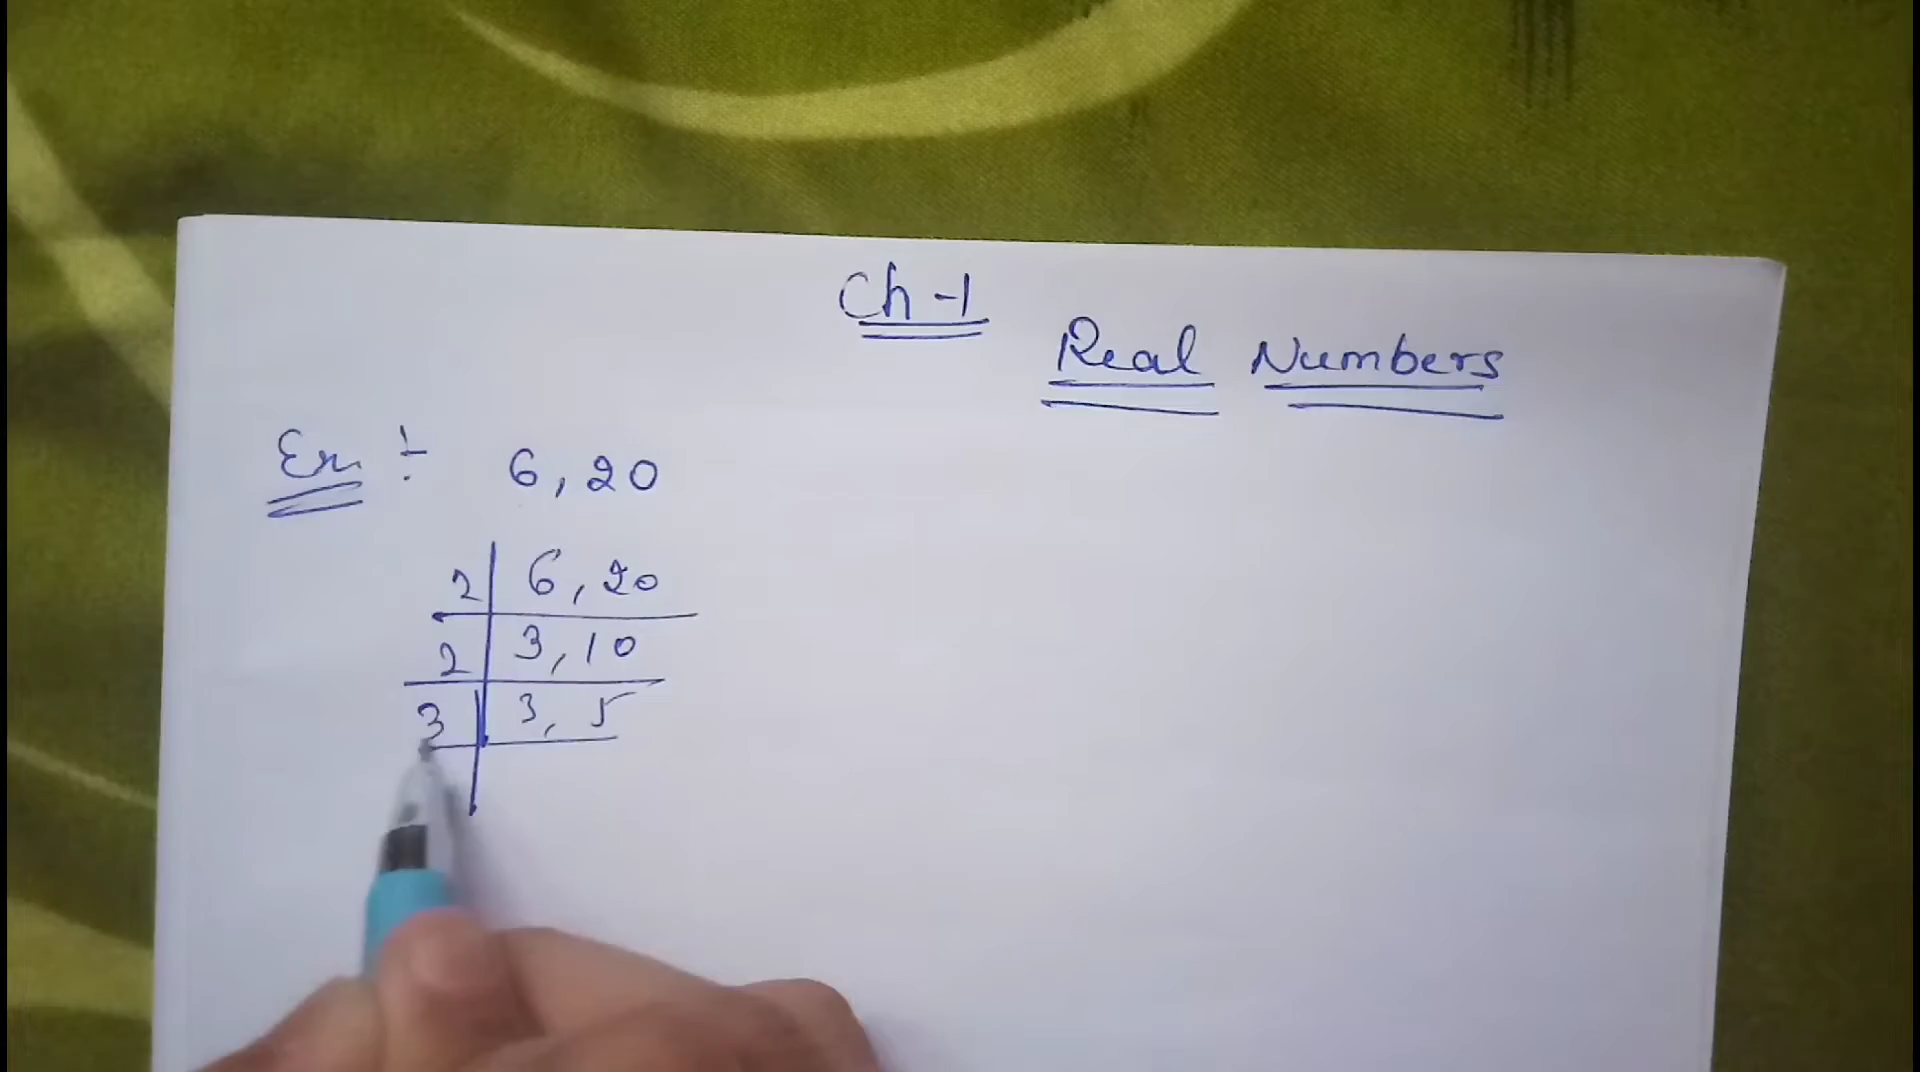 Ch-1
Real Numbers
Ex :- 6, 20
2 | 6, 20
2 | 3, 10
3 | 3, 5